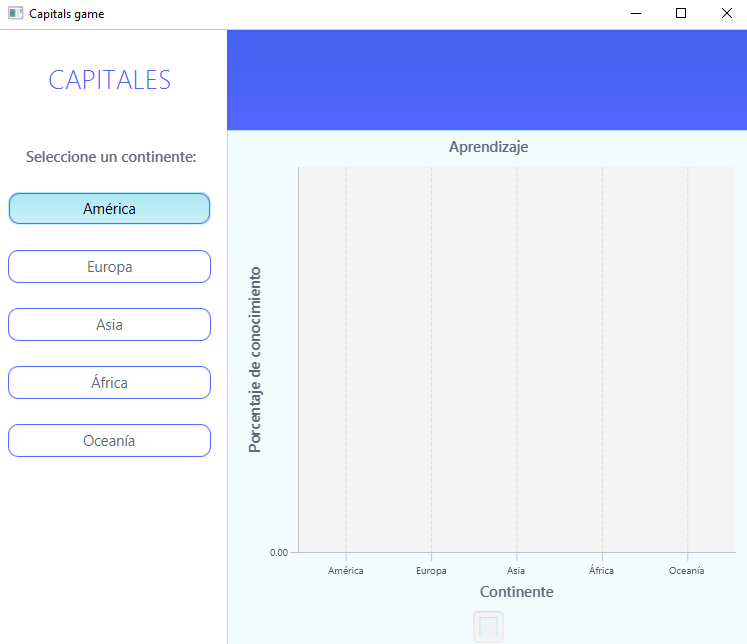 Capitals game
CAPITALES
Seleccione un continente:
América
Europa
Asia
África
Oceanía
Aprendizaje
Porcentaje de conocimiento
0.00
América Europa Asia África Oceanía
Continente